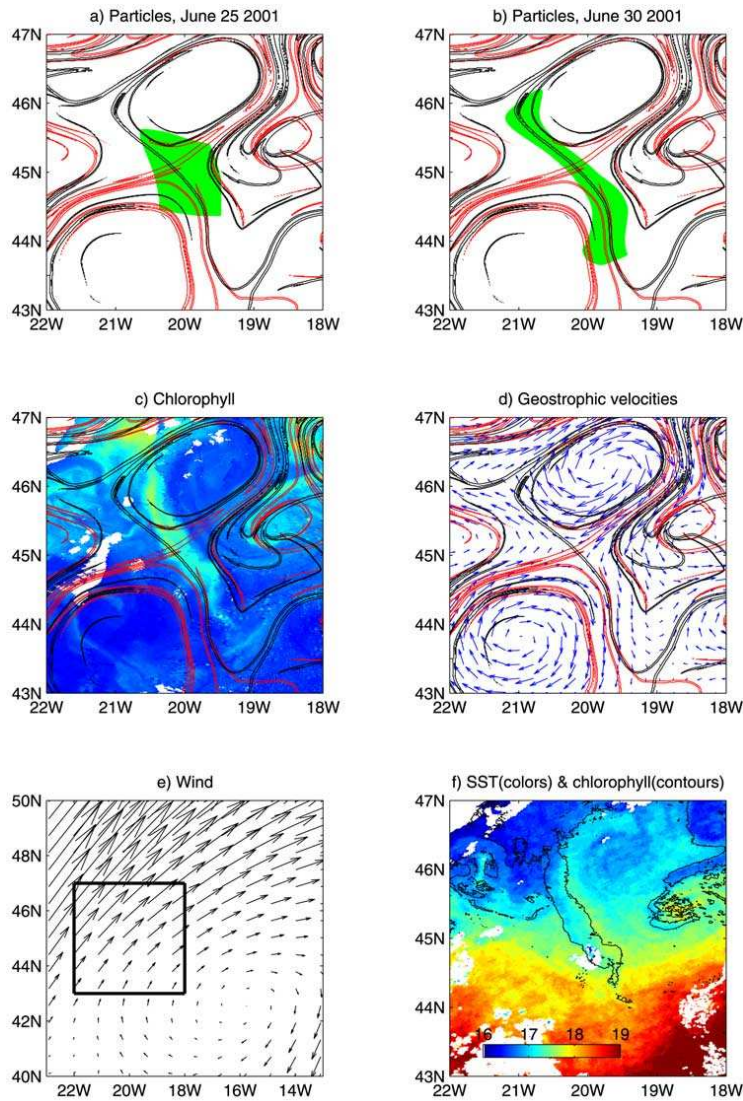 a) Particles, June 25 2001
b) Particles, June 30 2001
47N
46N
45N
44N
43N
22W 21W 20W 19W 18W
47N
46N
45N
44N
43N
22W 21W 20W 19W 18W
c) Chlorophyll
d) Geostrophic velocities
47N
46N
45N
44N
43N
22W 21W 20W 19W 18W
47N
46N
45N
44N
43N
22W 21W 20W 19W 18W
e) Wind
f) SST(colors) & chlorophyll(contours)
50N
48N
46N
44N
42N
40N
22W 20W 18W 16W 14W
47N
46N
45N
44N
43N
16 17 18 19
22W 21W 20W 19W 18W